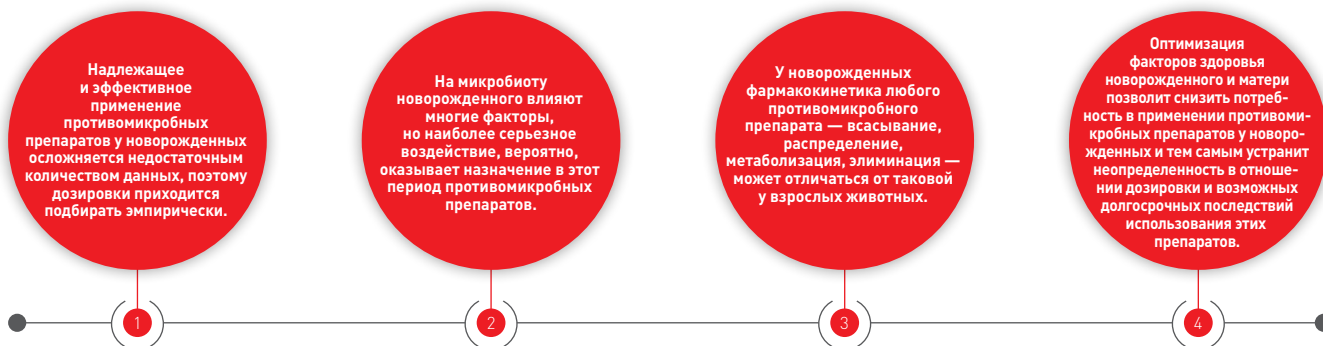 Надлежащее
и эффективное
применение
противомикробных
препаратов у новорожденных
осложняется недостаточным
количеством данных, поэтому
дозировки приходится
подбирать эмпирически.
На микробиоту
новорожденного влияют
многие факторы,
но наиболее серьезное
воздействие, вероятно,
оказывает назначение в этот
период противомикробных
препаратов.
У новорожденных
фармакокинетика любого
противомикробного
препарата — всасывание,
распределение,
метаболизация, элиминация —
может отличаться от таковой
у взрослых животных.
Оптимизация
факторов здоровья
новорожденного и матери
позволит снизить потреб-
ность в применении противоми-
кробных препаратов у новоро-
жденных и тем самым устранит
неопределенность в отноше-
нии дозировки и возможных
долгосрочных последствий
использования этих
препаратов.
1
2
3
4